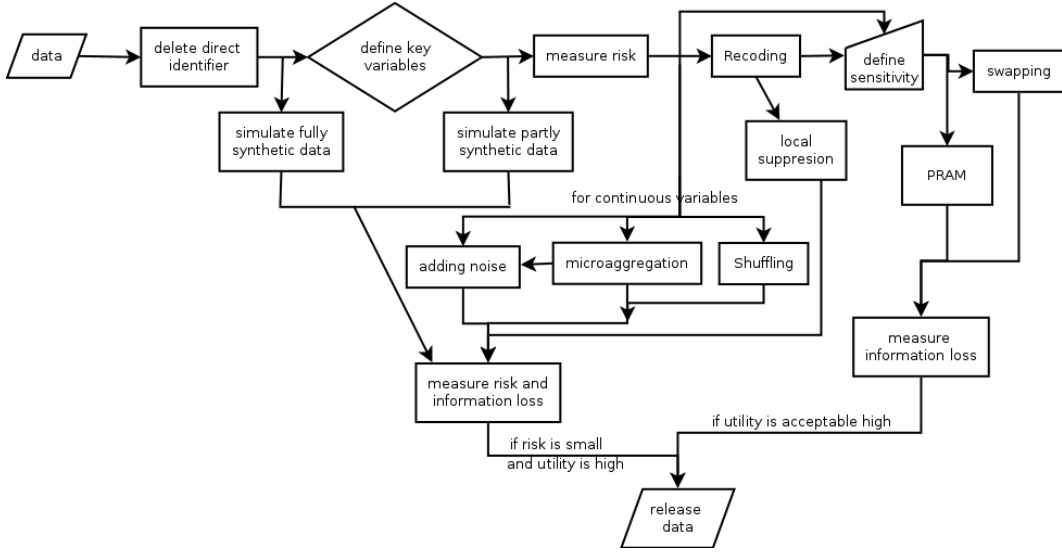 data
delete direct
identifier
define key
variables
measure risk
Recoding
define
sensitivity
swapping
simulate fully
synthetic data
simulate partly
synthetic data
local
suppresion
PRAM
for continuous variables
adding noise
microaggregation
Shuffling
measure
information loss
measure risk and
information loss
if utility is acceptable high
if risk is small
and utility is high
release
data